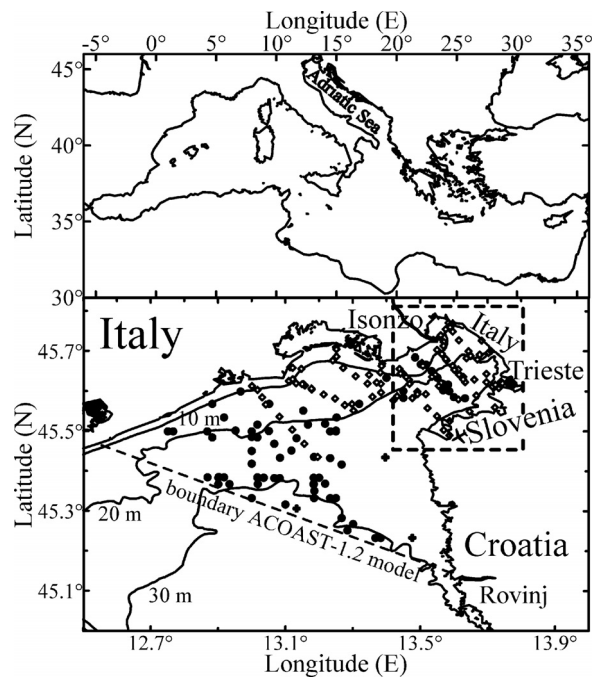 Longitude (E)
-5° 0° 5° 10° 15° 20° 25° 30° 35°
45°
40°
35°
30°
Latitude (N)
Adriatic Sea
Italy
Isonzo
Italy
Trieste
Slovenia
45.7°
45.5°
45.3°
45.1°
Latitude (N)
10 m
20 m
30 m
boundary ACOAST-1.2 model
Croatia
Rovinj
12.7° 13.1° 13.5° 13.9°
Longitude (E)